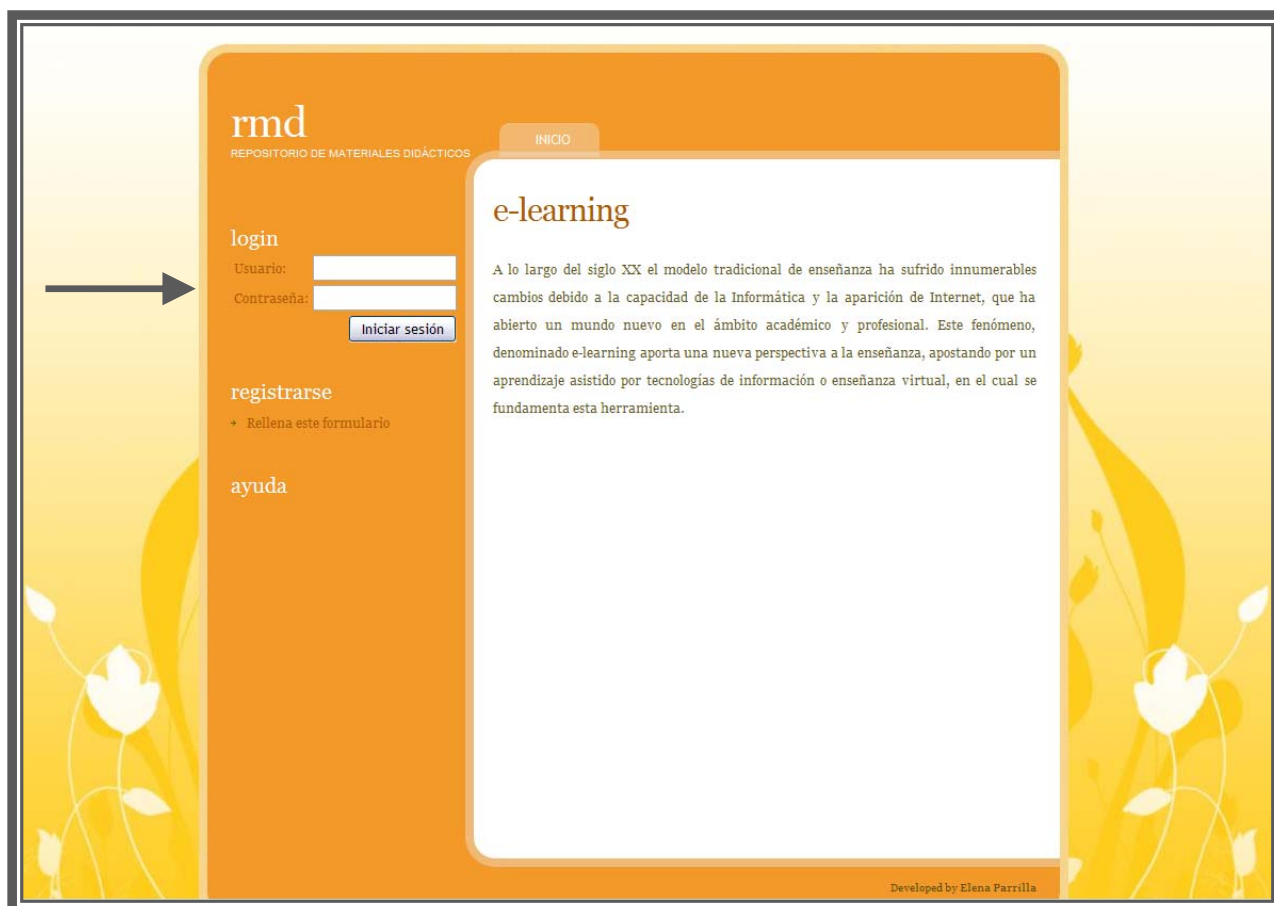 rmd
REPOSITORIO DE MATERIALES DIDÁCTICOS
INICIO
login
Usuario:
Contraseña:
Iniciar sesión
registrarse
Rellena este formulario
ayuda
e-learning
A lo largo del siglo XX el modelo tradicional de enseñanza ha sufrido innumerables
cambios debido a la capacidad de la Informática y la aparición de Internet, que ha
abierto un mundo nuevo en el ámbito académico y profesional. Este fenómeno,
denominado e-learning aporta una nueva perspectiva a la enseñanza, apostando por un
aprendizaje asistido por tecnologías de información o enseñanza virtual, en el cual se
fundamenta esta herramienta.
Developed by Elena Parrilla